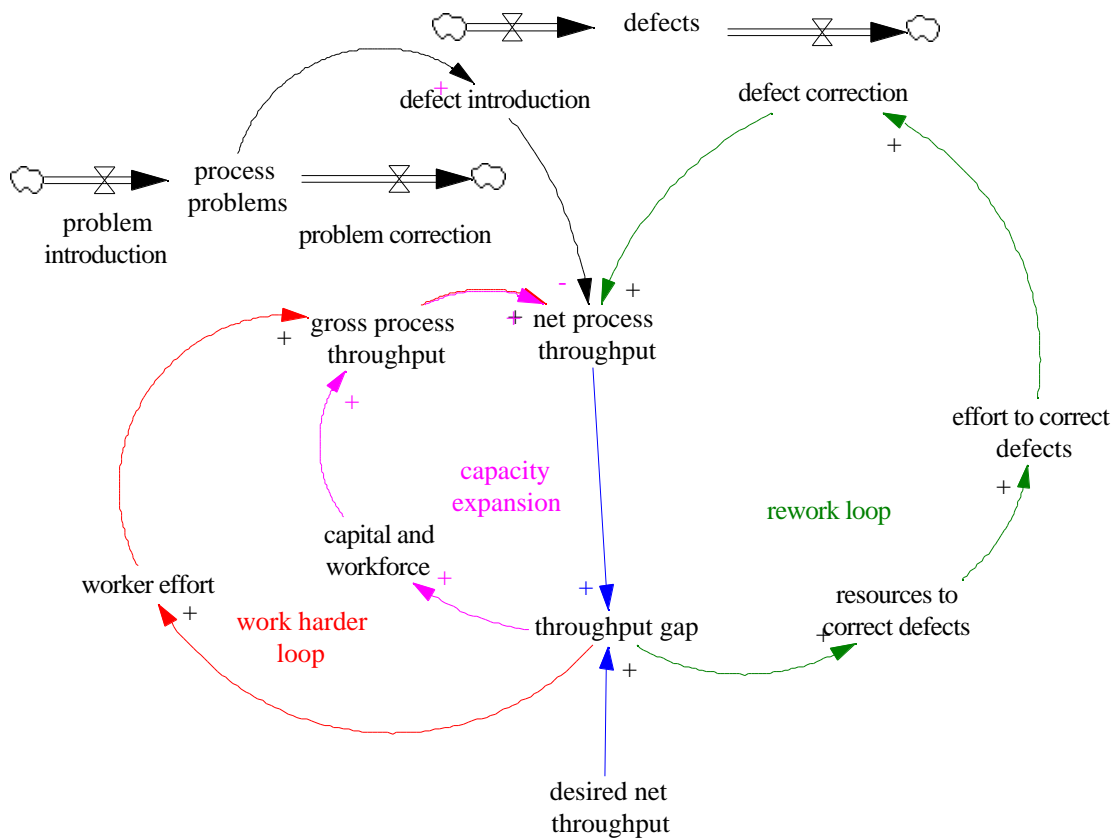 defects
+
defect introduction
defect correction
+
process
problems
problem
introduction
problem correction
-
+
gross process
throughput
+
+
net process
throughput
+
effort to correct
defects
+
capacity
expansion
rework loop
capital and
workforce
+
worker effort
+
work harder
loop
+
throughput gap
+
resources to
correct defects
+
+
desired net
throughput